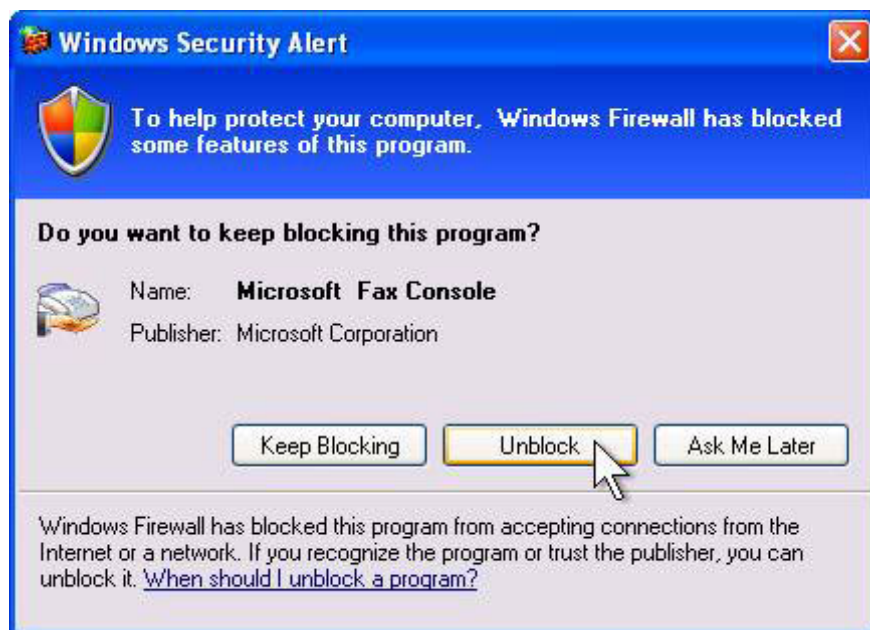 Windows Security Alert
To help protect your computer, Windows Firewall has blocked
some features of this program.
Do you want to keep blocking this program?
Name: Microsoft Fax Console
Publisher: Microsoft Corporation
Keep Blocking Unblock Ask Me Later
Windows Firewall has blocked this program from accepting connections from the
Internet or a network. If you recognize the program or trust the publisher, you can
unblock it. When should I unblock a program?